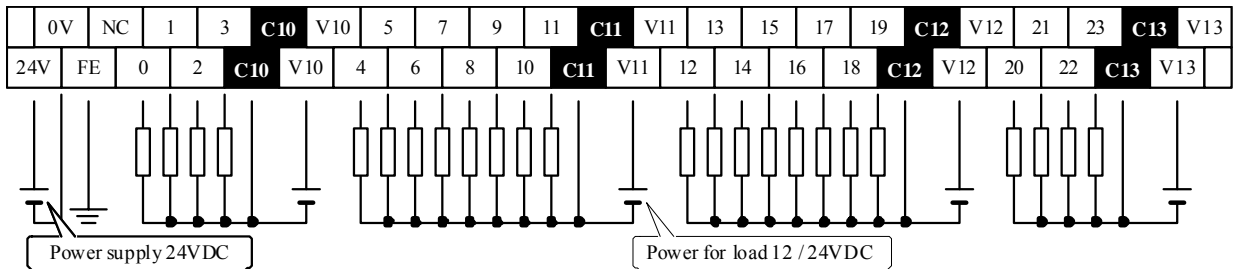 0V NC 1 3 C10 V10 5 7 9 11 C11 V11 13 15 17 19 C12 V12 21 23 C13 V13
24V FE 0 2 C10 V10 4 6 8 10 C11 V11 12 14 16 18 C12 V12 20 22 C13 V13
Power supply 24VDC
Power for load 12 / 24VDC